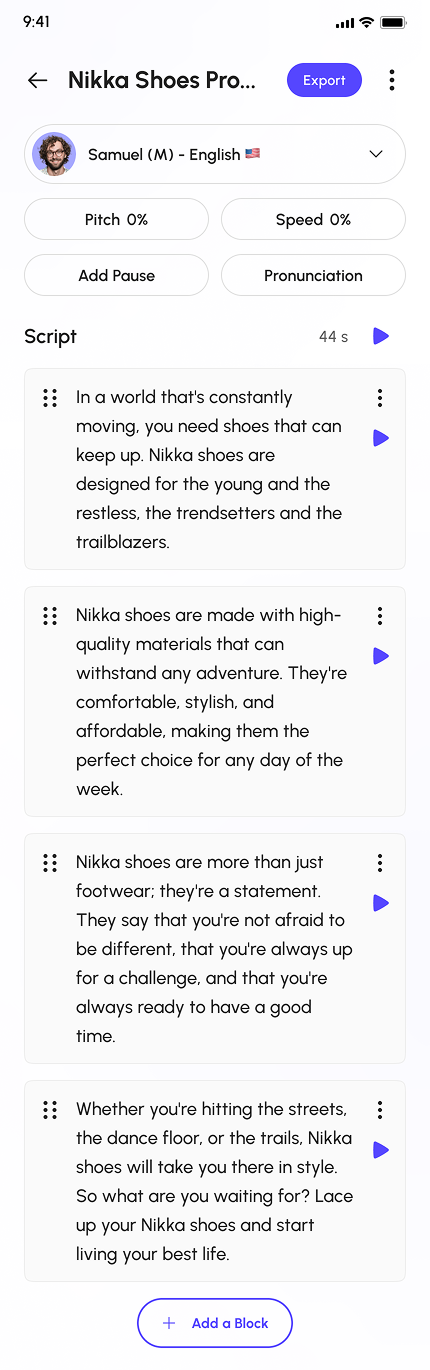 9:41
Nikka Shoes Pro...
Export
Samuel (M) - English
Pitch 0%
Speed 0%
Add Pause
Pronunciation
Script
44 s
In a world that's constantly
moving, you need shoes that can
keep up. Nikka shoes are
designed for the young and the
restless, the trendsetters and the
trailblazers.
Nikka shoes are made with high-
quality materials that can
withstand any adventure. They're
comfortable, stylish, and
affordable, making them the
perfect choice for any day of the
week.
Nikka shoes are more than just
footwear; they're a statement.
They say that you're not afraid to
be different, that you're always up
for a challenge, and that you're
always ready to have a good
time.
Whether you're hitting the streets,
the dance floor, or the trails, Nikka
shoes will take you there in style.
So what are you waiting for? Lace
up your Nikka shoes and start
living your best life.
Add a Block